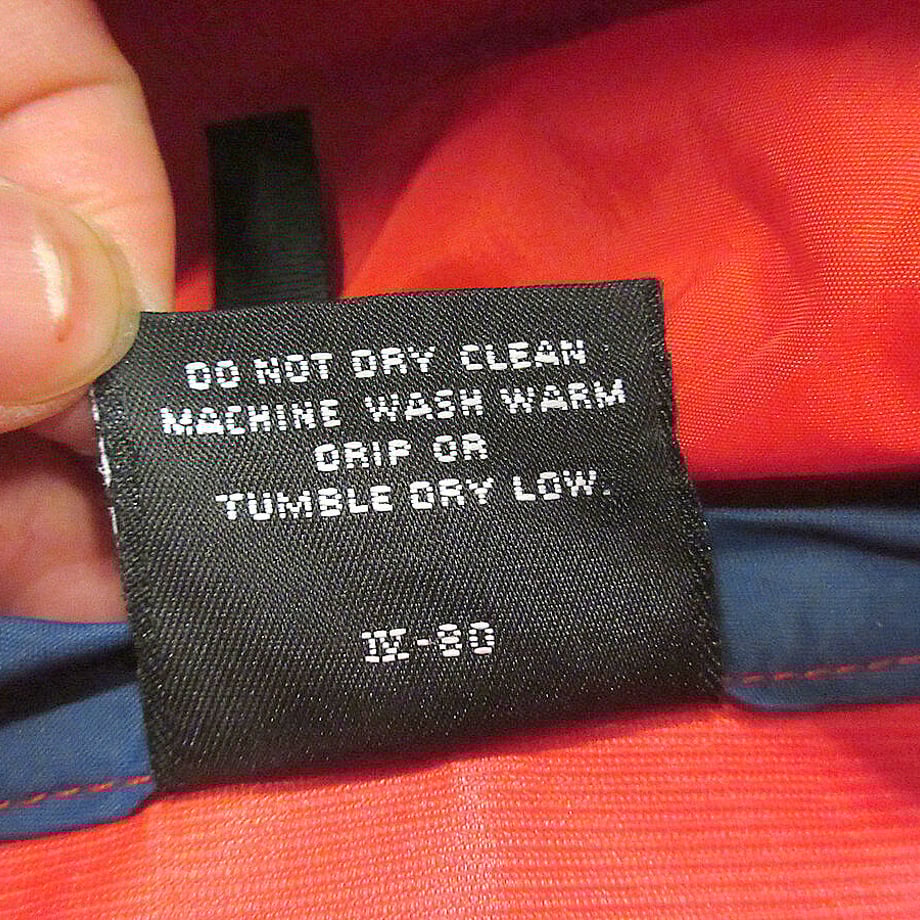 DO NOT DRY CLEAN
MACHINE WASH WARM
DRIP OR
TUMBLE DRY LOW.
IV-80